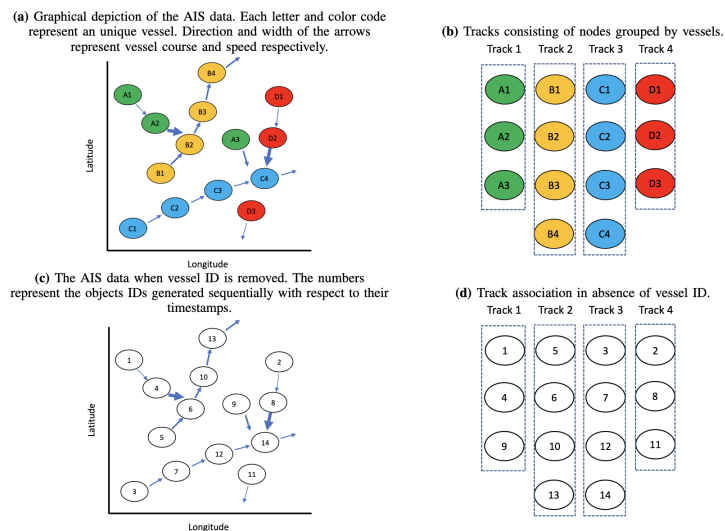 (a) Graphical depiction of the AIS data. Each letter and color code
represent an unique vessel. Direction and width of the arrows
represent vessel course and speed respectively.
A1
A2
A3
B1
B2
B3
B4
C1
C2
C3
C4
D1
D2
D3
Latitude
Longitude
(b) Tracks consisting of nodes grouped by vessels.
Track 1 Track 2 Track 3 Track 4
A1 B1 C1 D1
A2 B2 C2 D2
A3 B3 C3 D3
B4 C4
(c) The AIS data when vessel ID is removed. The numbers
represent the objects IDs generated sequentially with respect to their
timestamps.
13
1
2
10
4
9
8
6
5
14
12
7
11
3
Latitude
Longitude
(d) Track association in absence of vessel ID.
Track 1 Track 2 Track 3 Track 4
1 5 3 2
4 6 7 8
9 10 12 11
13 14